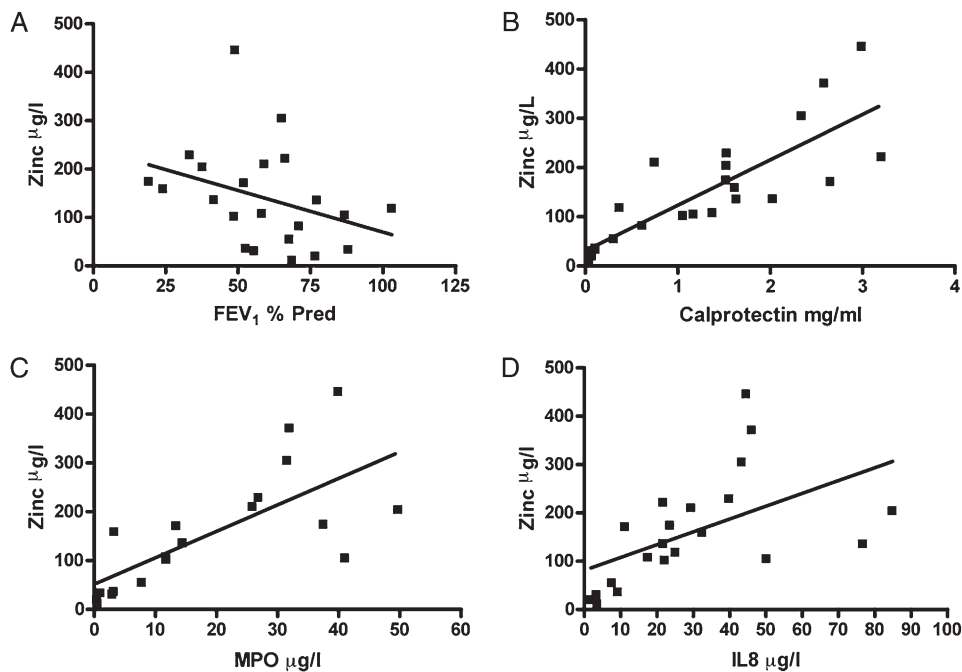 A
500
400
300
200
100
0
Zinc µg/l
0 25 50 75 100 125
FEV1 % Pred
B
500
400
300
200
100
0
Zinc µg/L
0 1 2 3 4
Calprotectin mg/ml
C
500
400
300
200
100
0
Zinc µg/l
0 10 20 30 40 50 60
MPO µg/l
D
500
400
300
200
100
0
Zinc µg/l
0 10 20 30 40 50 60 70 80 90 100
IL8 µg/l